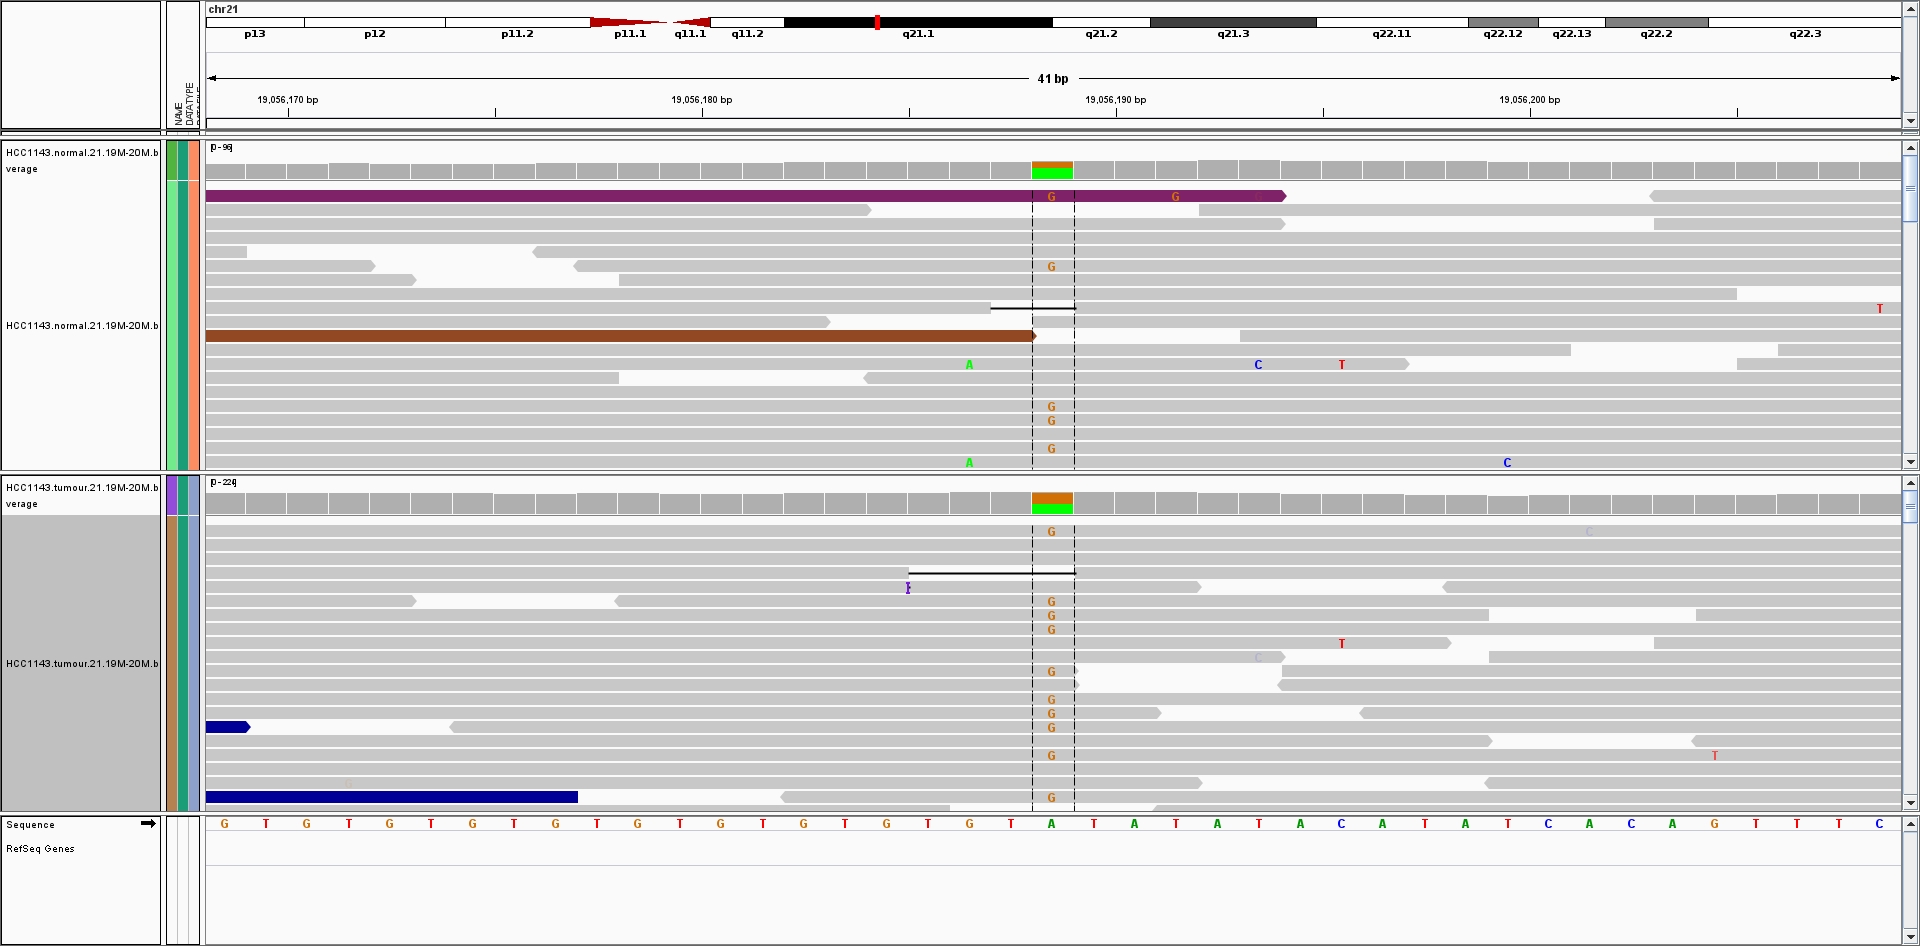 chr21
p13 p12 p11.2 p11.1 q11.1 q11.2 q21.1 q21.2 q21.3 q22.11 q22.12 q22.13 q22.2 q22.3
41 bp
19,056,170 bp 19,056,180 bp 19,056,190 bp 19,056,200 bp
NAME
DATATYPE
HCC1143.normal.21.19M-20M.b
verage
[0-96]
G G
G
T
HCC1143.normal.21.19M-20M.b
A C T
G
G
G
A C
HCC1143.tumour.21.19M-20M.b
verage
[0-224]
G C
G
G
G
T
C
HCC1143.tumour.21.19M-20M.b
G
G
G
G
G T
G
Sequence
G T G T G T G T G T G T G T G T G T G T A T A T A T A C A T A T C A C A G T T T C
RefSeq Genes